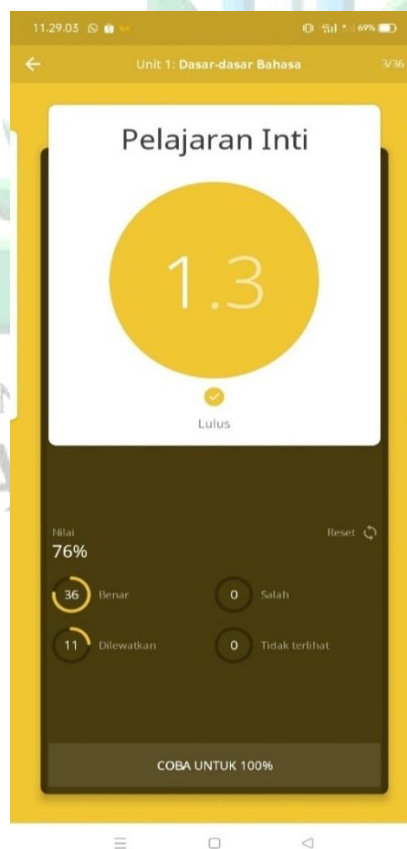 11.29.03 69%
Unit 1: Dasar-dasar Bahasa 3/36
Pelajaran Inti
1.3
Lulus
Nilai Reset
76%
36 Benar 0 Salah
11 Dilewatkan 0 Tidak terlihat
COBA UNTUK 100%